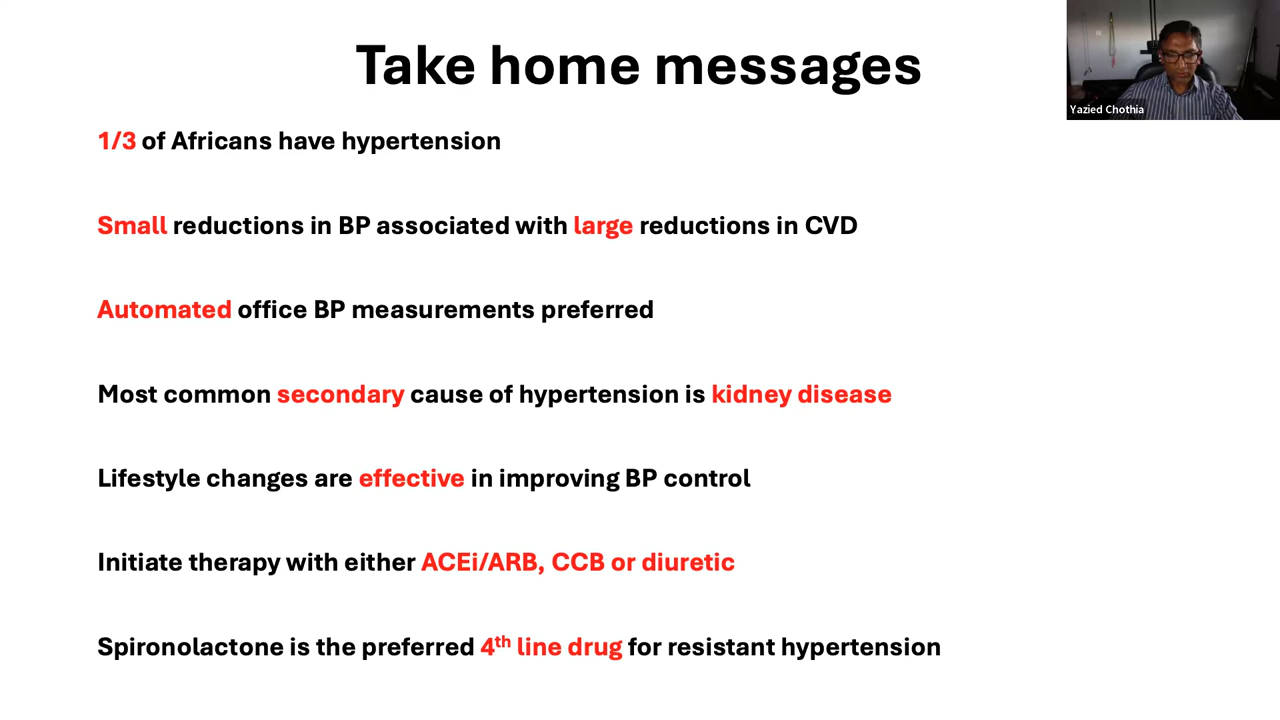 Take home messages
Yazied Chothia
1/3 of Africans have hypertension
Small reductions in BP associated with large reductions in CVD
Automated office BP measurements preferred
Most common secondary cause of hypertension is kidney disease
Lifestyle changes are effective in improving BP control
Initiate therapy with either ACEi/ARB, CCB or diuretic
Spironolactone is the preferred 4th line drug for resistant hypertension